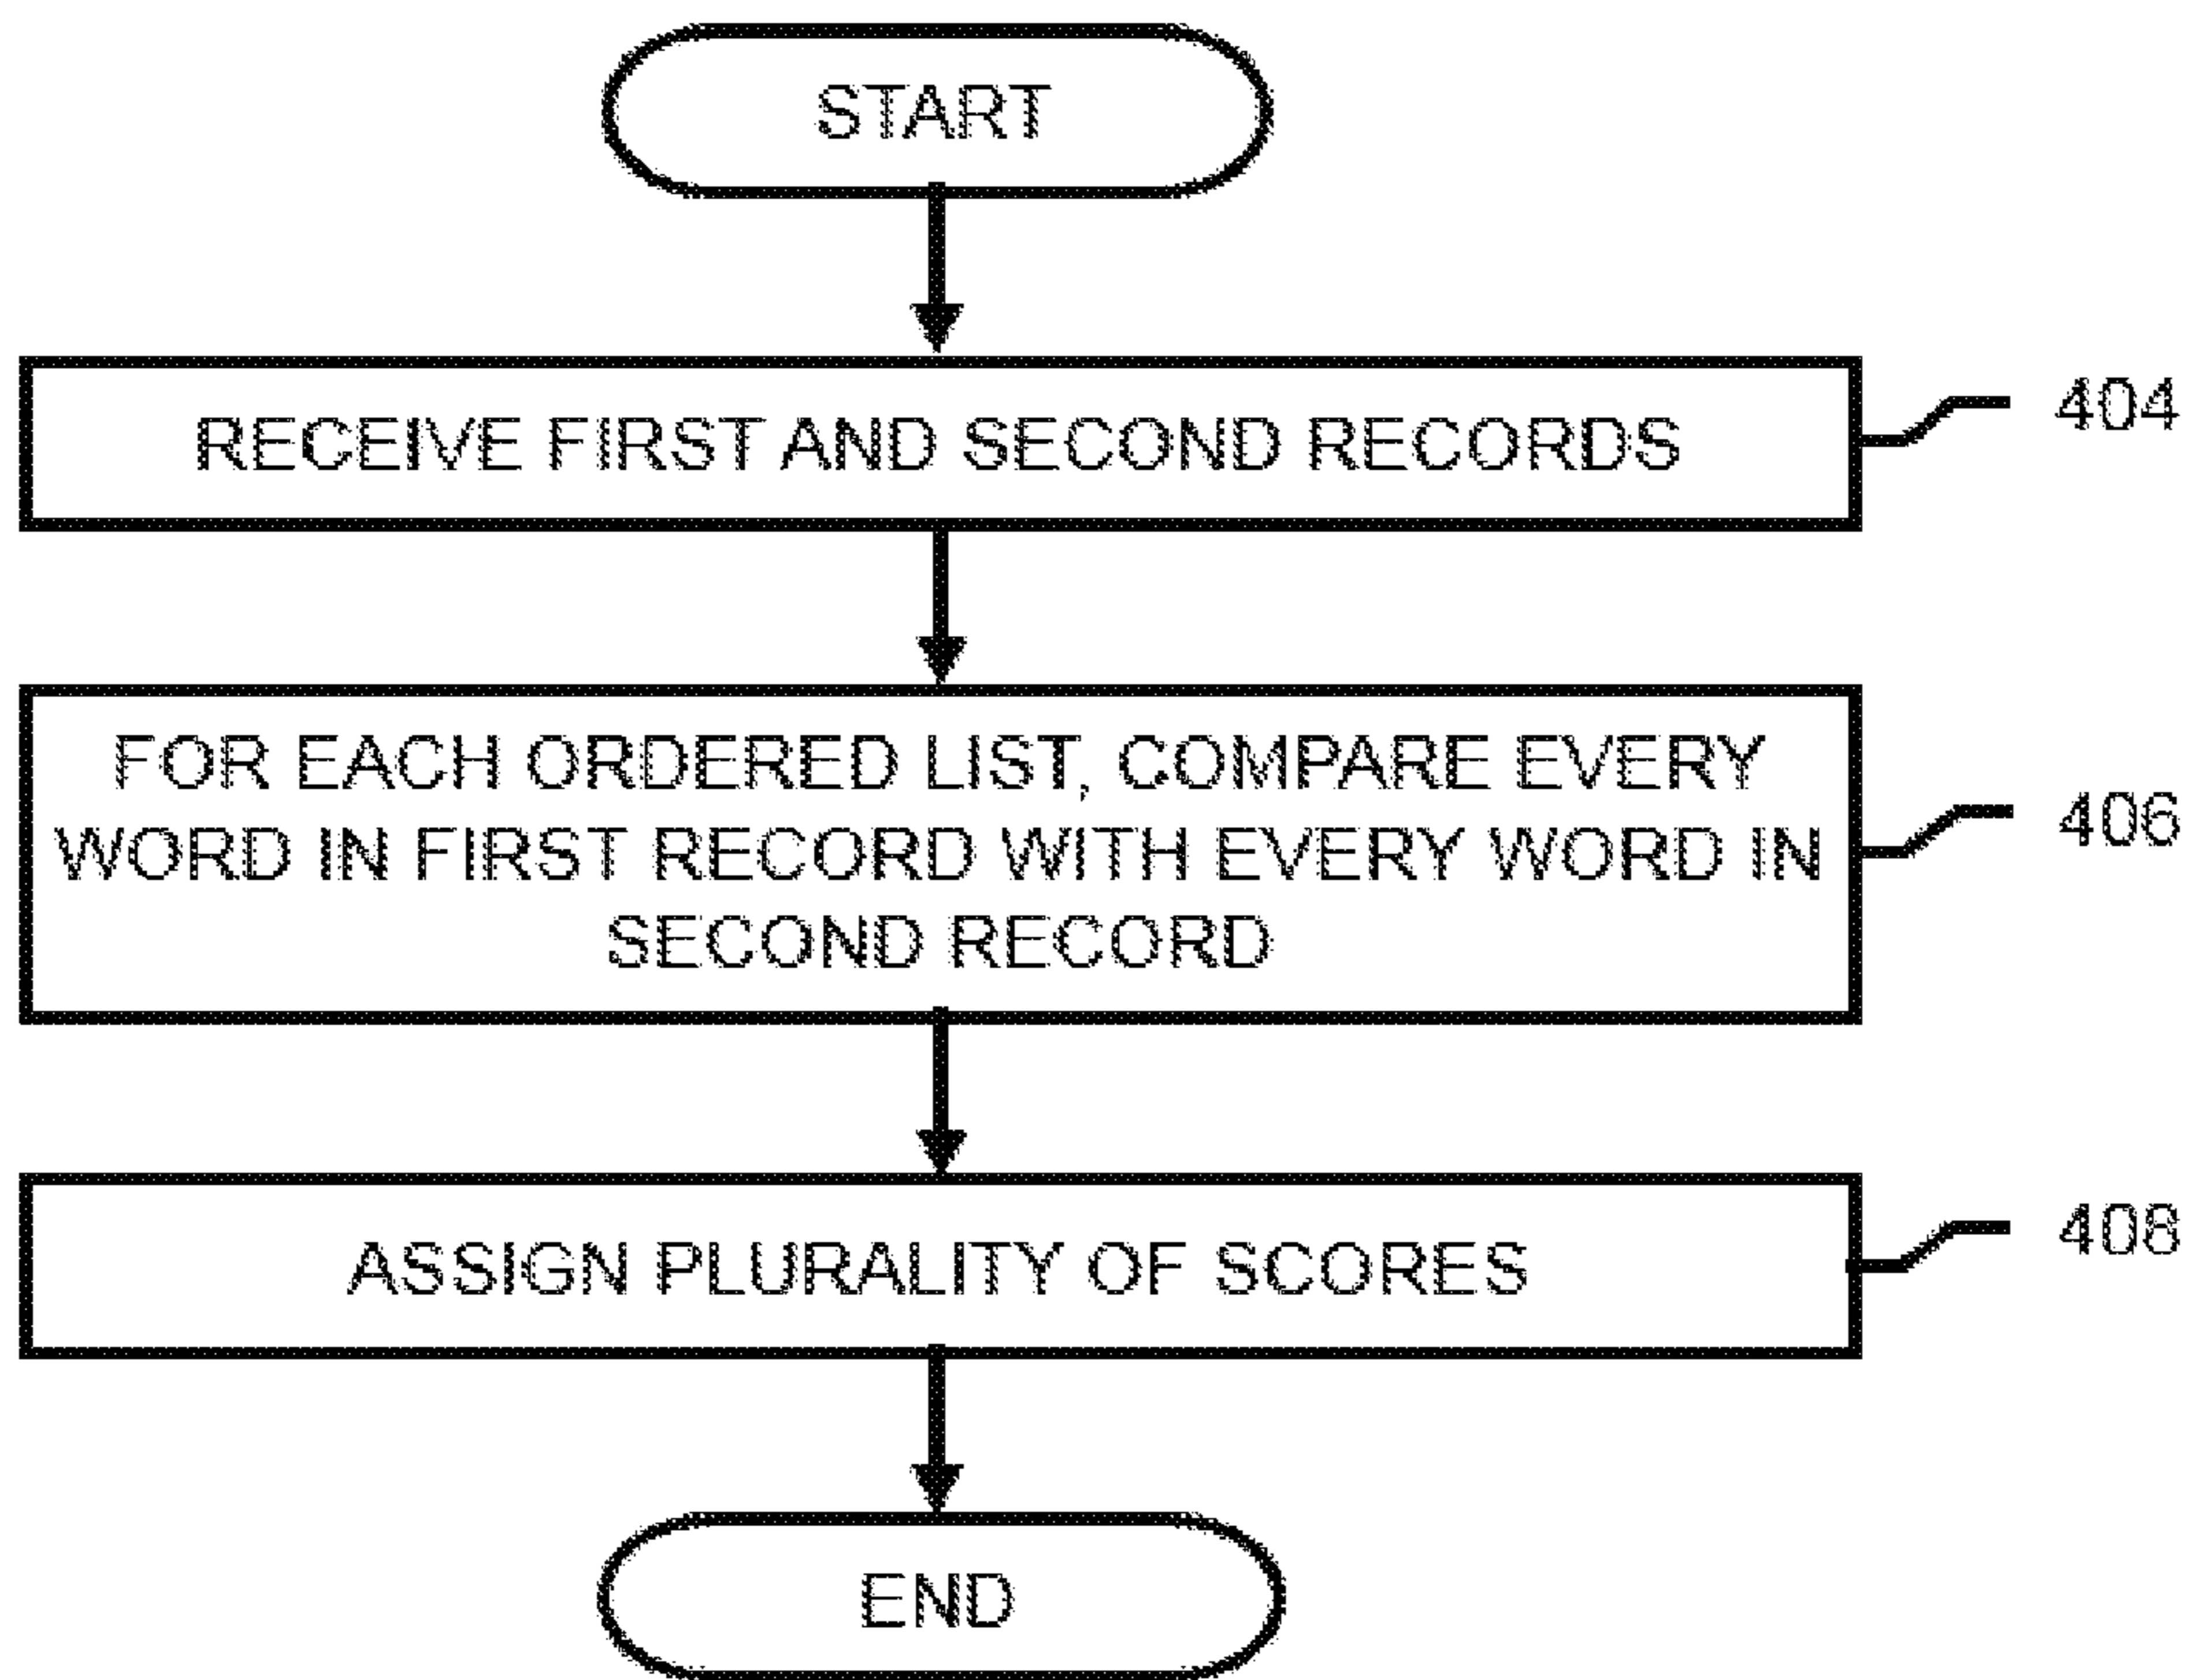 START
RECEIVE FIRST AND SECOND RECORDS
404
FOR EACH ORDERED LIST, COMPARE EVERY
WORD IN FIRST RECORD WITH EVERY WORD IN
SECOND RECORD
406
ASSIGN PLURALITY OF SCORES
408
END